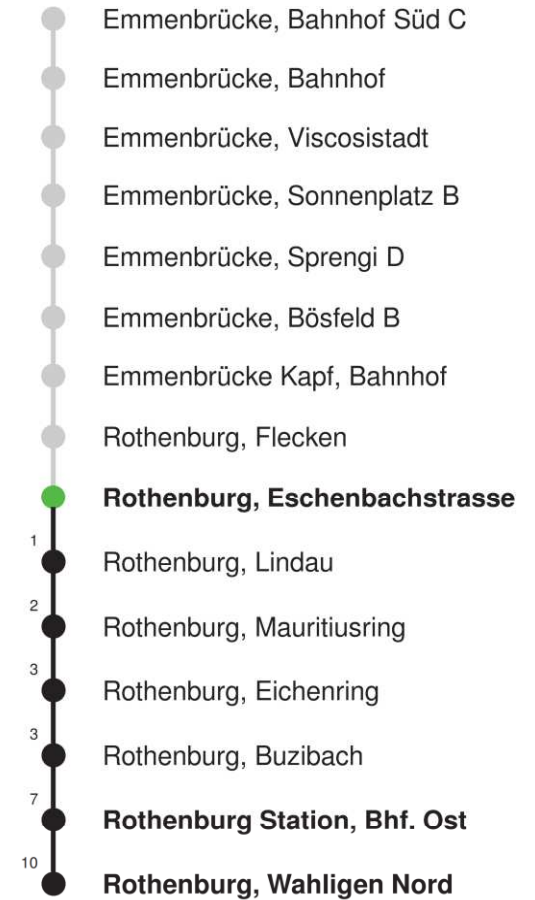 Emmenbrücke, Bahnhof Süd C
Emmenbrücke, Bahnhof
Emmenbrücke, Viscosistadt
Emmenbrücke, Sonnenplatz B
Emmenbrücke, Sprengi D
Emmenbrücke, Bösfeld B
Emmenbrücke Kapf, Bahnhof
Rothenburg, Flecken
Rothenburg, Eschenbachstrasse
1 Rothenburg, Lindau
2 Rothenburg, Mauritiusring
3 Rothenburg, Eichenring
3 Rothenburg, Buzibach
7 Rothenburg Station, Bhf. Ost
10 Rothenburg, Wahligen Nord